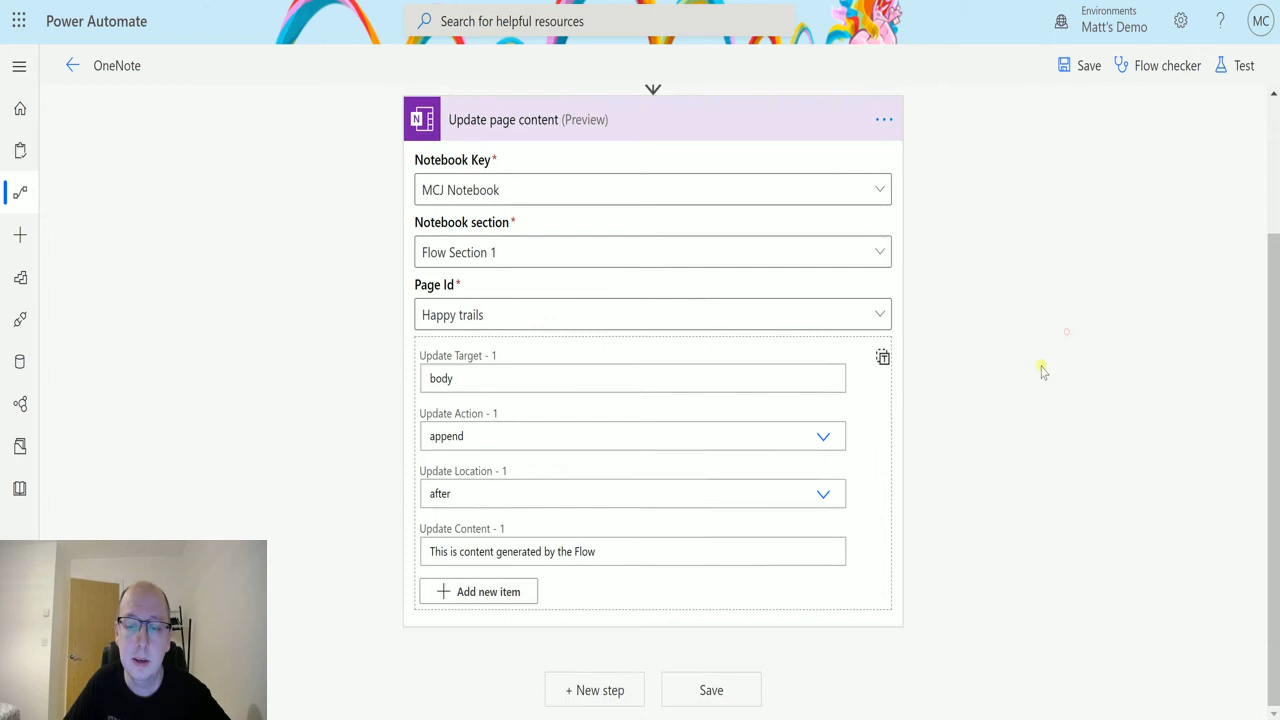 Power Automate
Search for helpful resources
Environments
Matt's Demo
MC
OneNote
Save
Flow checker
Test
N
Update page content (Preview)
Notebook Key*
MCJ Notebook
Notebook section*
Flow Section 1
Page Id*
Happy trails
Update Target - 1
body
Update Action - 1
append
Update Location - 1
after
Update Content - 1
This is content generated by the Flow
Add new item
+ New step
Save